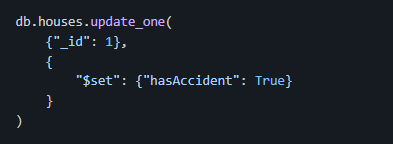 db.houses.update_one(
    {"_id": 1},
    {
        "$set": {"hasAccident": True}
    }
)